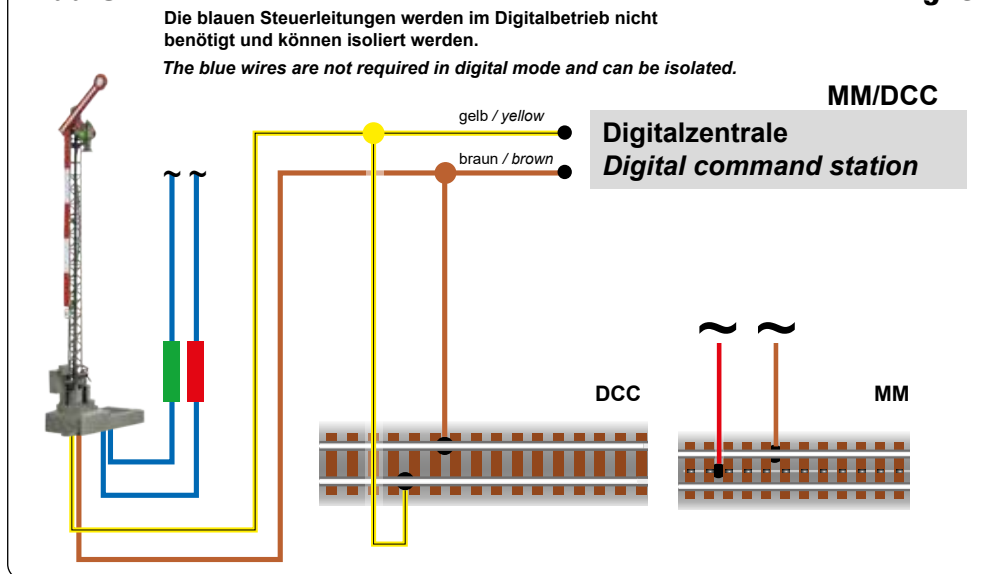 Die blauen Steuerleitungen werden im Digitalbetrieb nicht
benötigt und können isoliert werden.
The blue wires are not required in digital mode and can be isolated.
MM/DCC
gelb / yellow
Digitalzentrale
braun / brown
Digital command station
~ ~
~ ~
DCC
MM